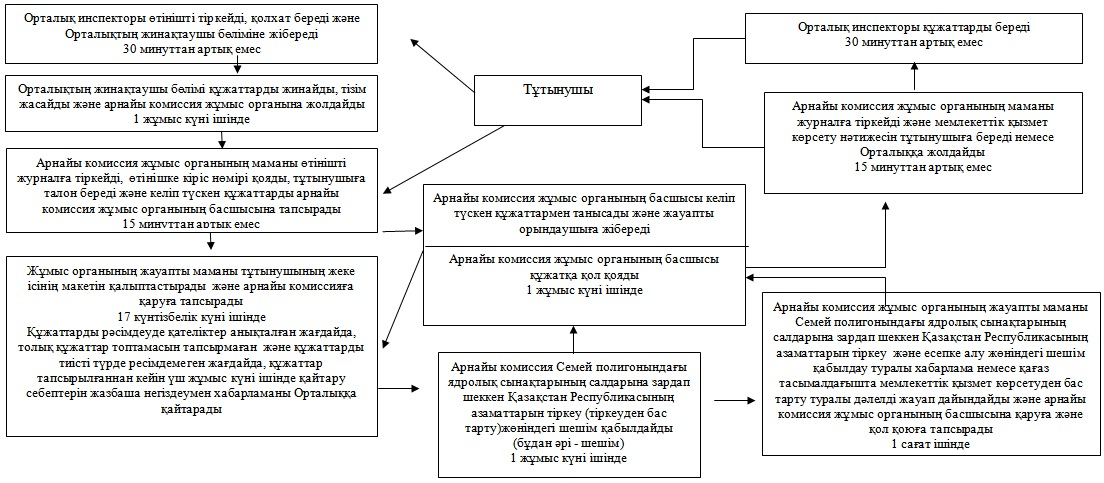 Орталық инспекторы өтінішті тіркейді, қолхат береді және
Орталықтың жинақтаушы бөліміне жібереді
30 минуттан артық емес
Орталықтың жинақтаушы бөлімі құжаттарды жинайды, тізім
жасайды және арнайы комиссия жұмыс органына жолдайды
1 жұмыс күні ішінде
Арнайы комиссия жұмыс органының маманы өтінішті
журналға тіркейді, өтінішке кіріс нөмірі қояды, тұтынушыға
талон береді және келіп түскен құжаттарды арнайы
комиссия жұмыс органының басшысына тапсырады
15 минуттан артық емес
Жұмыс органының жауапты маманы тұтынушының жеке
ісінің макетін қалыптастырады және арнайы комиссияға
қаруға тапсырады
17 күнтізбелік күні ішінде
Құжаттарды ресімдеуде қателіктер анықталған жағдайда,
толық құжаттар топтамасын тапсырмаған және құжаттарды
тиісті түрде ресімдемеген жағдайда, құжаттар
тапсырылғаннан кейін үш жұмыс күні ішінде қайтару
себептерін жазбаша негіздеумен хабарламаны Орталыққа
қайтарады
Тұтынушы
Арнайы комиссия жұмыс органының басшысы келіп
түскен құжаттармен танысады және жауапты
орындаушыға жібереді
Арнайы комиссия жұмыс органының басшысы
құжатқа қол қояды
1 жұмыс күні ішінде
Арнайы комиссия Семей полигонындағы
ядролық сынақтарының салдарына зардап
шеккен Қазақстан Республикасының
азаматтарын тіркеу (тіркеуден бас
тарту)жөніндегі шешім қабылдайды
(бұдан әрі - шешім)
1 жұмыс күні ішінде
Орталық инспекторы құжаттарды береді
30 минуттан артық емес
Арнайы комиссия жұмыс органының маманы
журналға тіркейді және мемлекеттік қызмет
көрсету нәтижесін тұтынушыға береді немесе
Орталыққа жолдайды
15 минуттан артық емес
Арнайы комиссия жұмыс органының жауапты маманы
Семей полигонындағы ядролық сынақтарының
салдарына зардап шеккен Қазақстан Республикасының
азаматтарын тіркеу және есепке алу жөніндегі шешім
қабылдау туралы хабарлама немесе қағаз
тасымалдағышта мемлекеттік қызмет көрсетуден бас
тарту туралы дәлелді жауап дайындайды және арнайы
комиссия жұмыс органының басшысына қаруға және
қол қоюға тапсырады
1 сағат ішінде